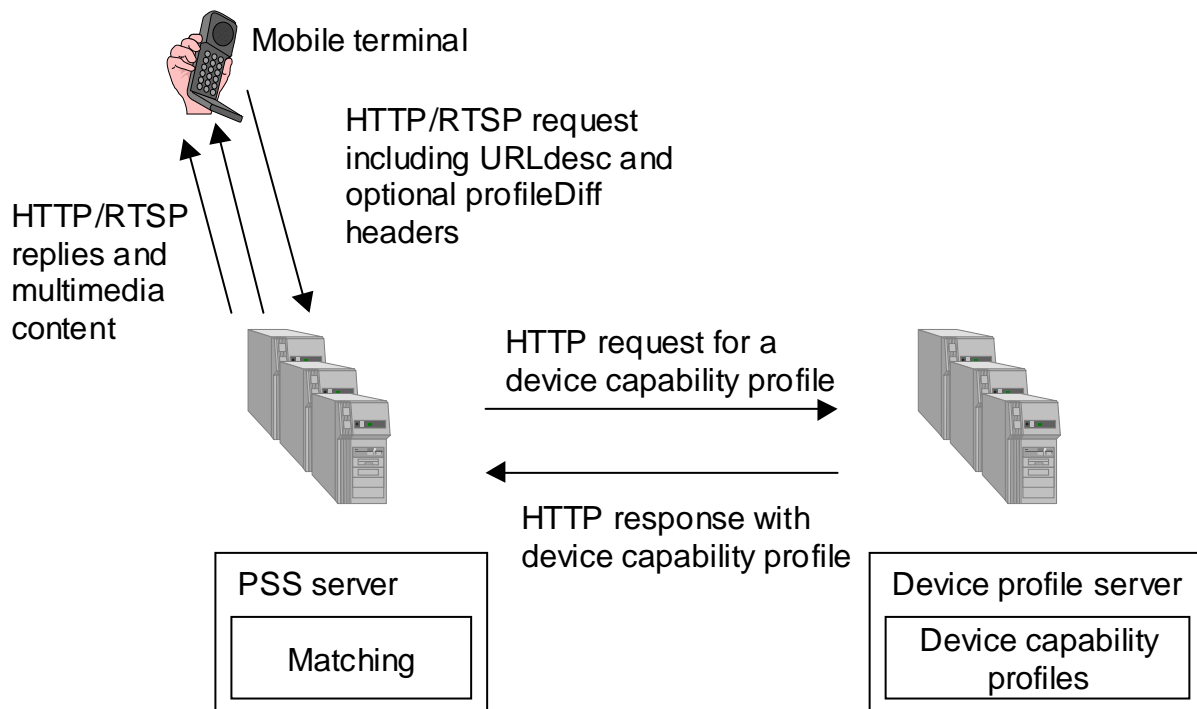 Mobile terminal
HTTP/RTSP request
including URLdesc and
optional profileDiff
headers
HTTP/RTSP
replies and
multimedia
content
HTTP request for a
device capability profile
HTTP response with
device capability profile
PSS server
Matching
Device profile server
Device capability
profiles